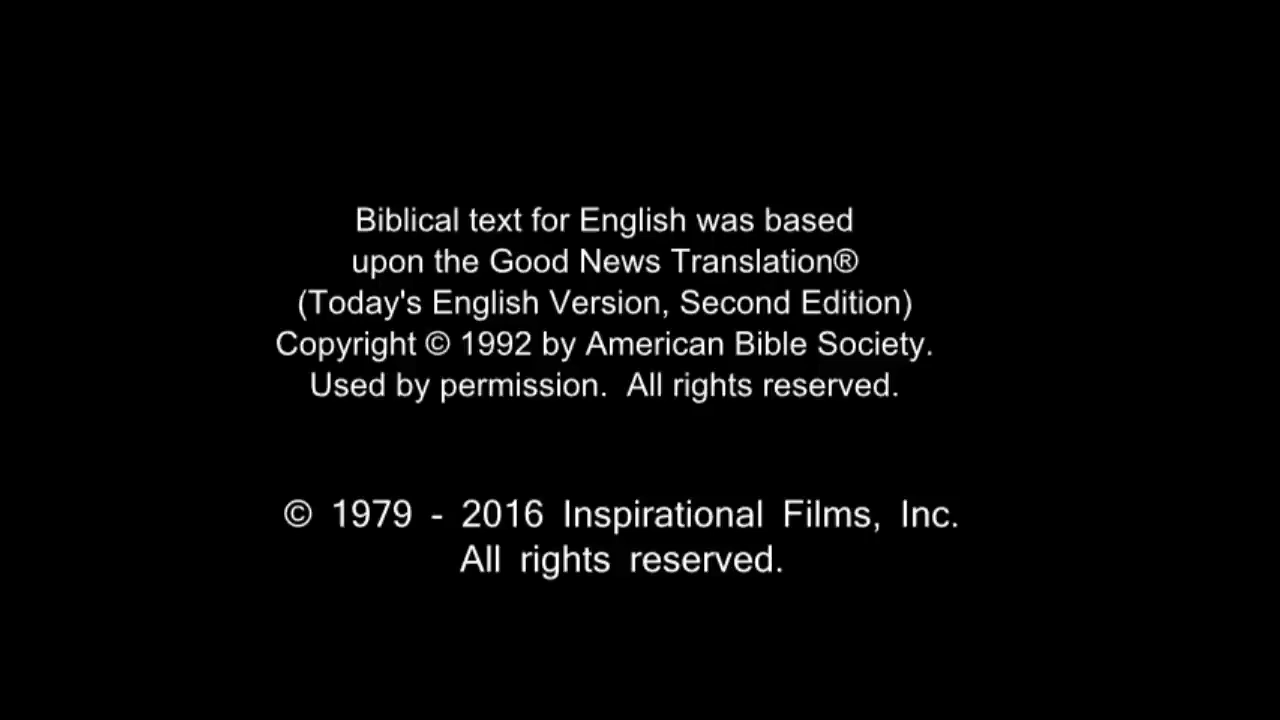 Biblical text for English was based
upon the Good News Translation®
(Today's English Version, Second Edition)
Copyright © 1992 by American Bible Society.
Used by permission.  All rights reserved.
© 1979 - 2016 Inspirational Films, Inc.
All rights reserved.